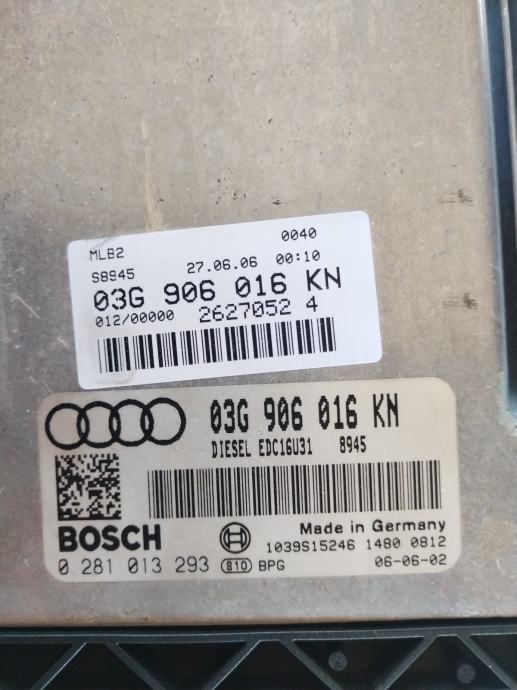 MLB2 0040
S8945 27.06.06 00:10
03G 906 016 KN
012/00000 2627052 4
03G 906 016 KN
DIESEL EDC16U31 8945
BOSCH
Made in Germany
1039S15246 1480 0812
0 281 013 293 810 BPG 06-06-02